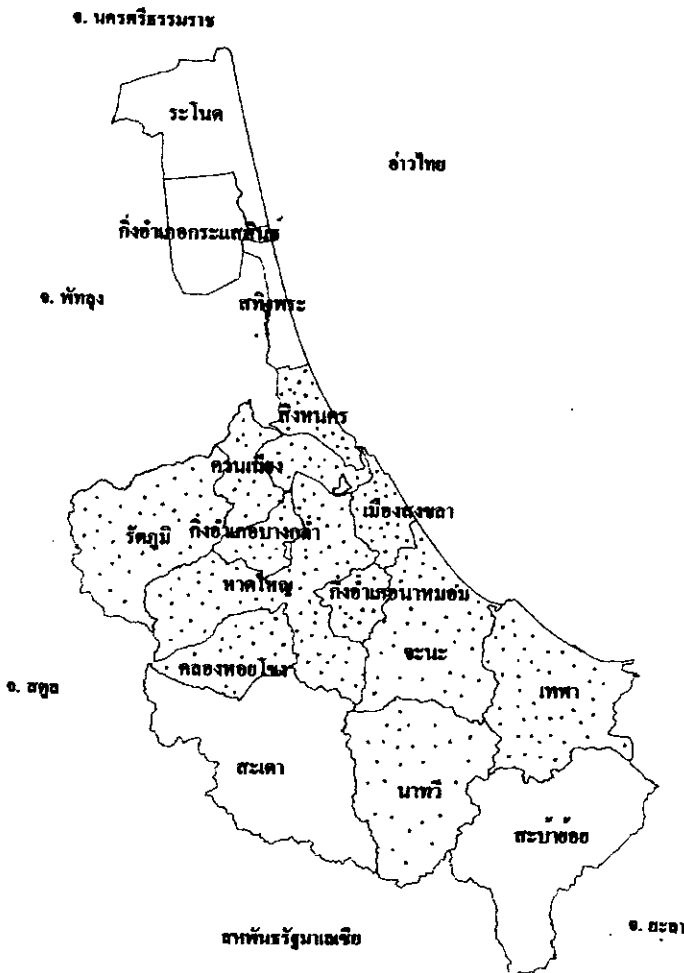 จ. นครศรีธรรมราช
ระโนด
อ่าวไทย
กิ่งอำเภอกระแสสินธุ์
จ. พัทลุง
สทิงพระ
สิงหนคร
ควนเนียง
เมืองสงขลา
รัตภูมิ
กิ่งอำเภอบางกล่ำ
หาดใหญ่
กิ่งอำเภอนาหม่อม
จะนะ
คลองหอยโข่ง
จ. สตูล
เทพา
สะเดา
นาทวี
สะบ้าย้อย
สหพันธรัฐมาเลเซีย
จ. ยะลา